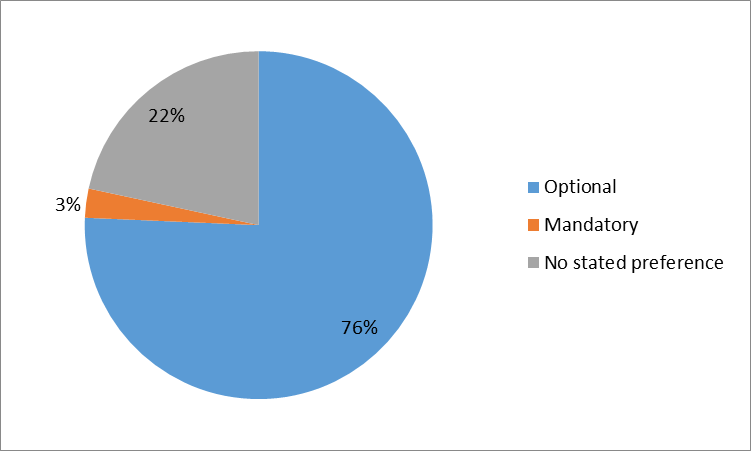 22%
3%
76%
Optional
Mandatory
No stated preference